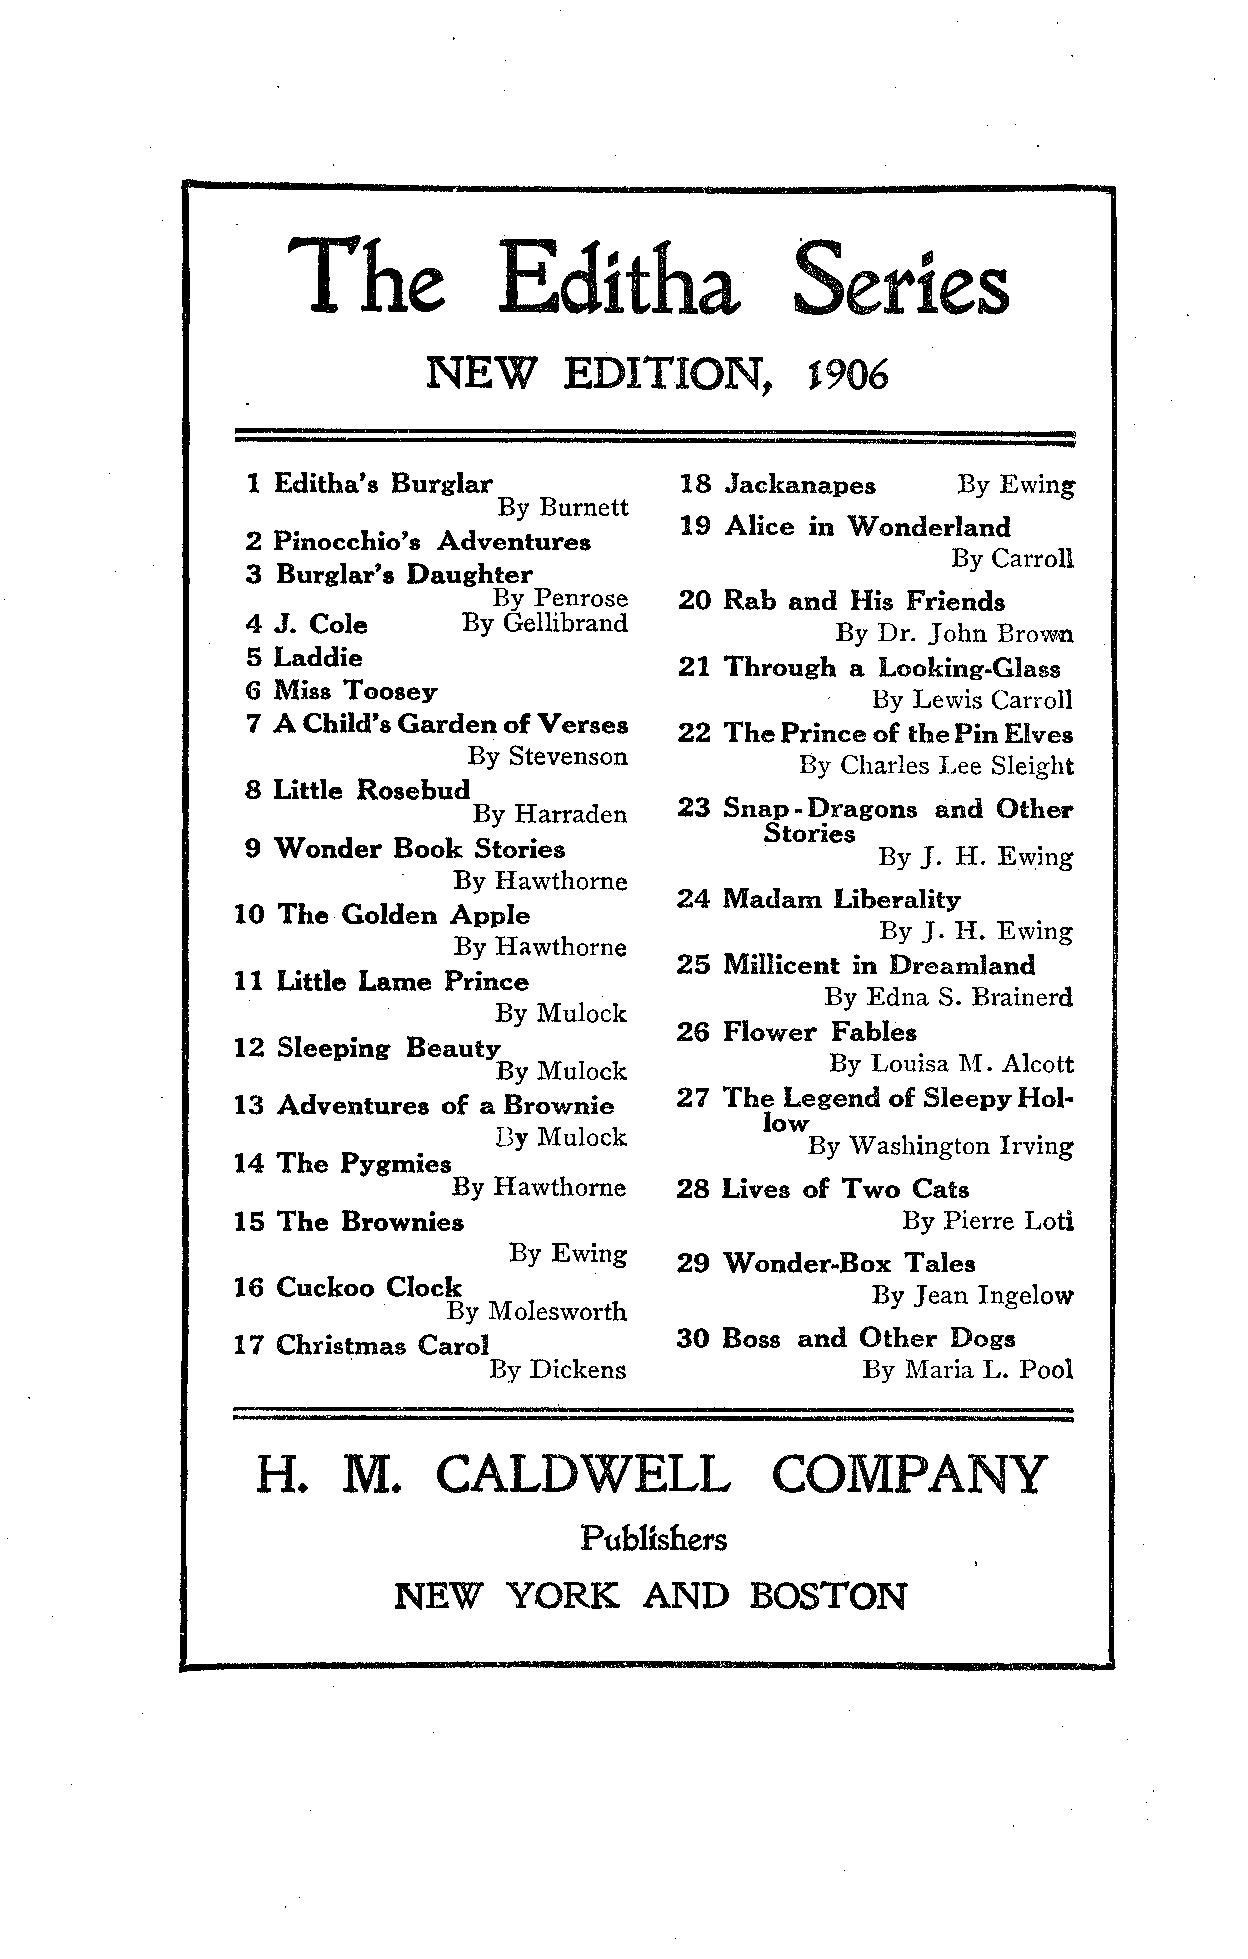 The Editha Series
NEW EDITION, 1906
1 Editha's Burglar
By Burnett
2 Pinocchio's Adventures
3 Burglar's Daughter
By Penrose
4 J. Cole By Gellibrand
5 Laddie
6 Miss Toosey
7 A Child's Garden of Verses
By Stevenson
8 Little Rosebud
By Harraden
9 Wonder Book Stories
By Hawthorne
10 The Golden Apple
By Hawthorne
11 Little Lame Prince
By Mulock
12 Sleeping Beauty
By Mulock
13 Adventures of a Brownie
By Mulock
14 The Pygmies
By Hawthorne
15 The Brownies
By Ewing
16 Cuckoo Clock
By Molesworth
17 Christmas Carol
By Dickens
18 Jackanapes By Ewing
19 Alice in Wonderland
By Carroll
20 Rab and His Friends
By Dr. John Brown
21 Through a Looking-Glass
By Lewis Carroll
22 The Prince of the Pin Elves
By Charles Lee Sleight
23 Snap-Dragons and Other
Stories
By J. H. Ewing
24 Madam Liberality
By J. H. Ewing
25 Millicent in Dreamland
By Edna S. Brainerd
26 Flower Fables
By Louisa M. Alcott
27 The Legend of Sleepy Hol-
low
By Washington Irving
28 Lives of Two Cats
By Pierre Loti
29 Wonder-Box Tales
By Jean Ingelow
30 Boss and Other Dogs
By Maria L. Pool
H. M. CALDWELL COMPANY
Publishers
NEW YORK AND BOSTON